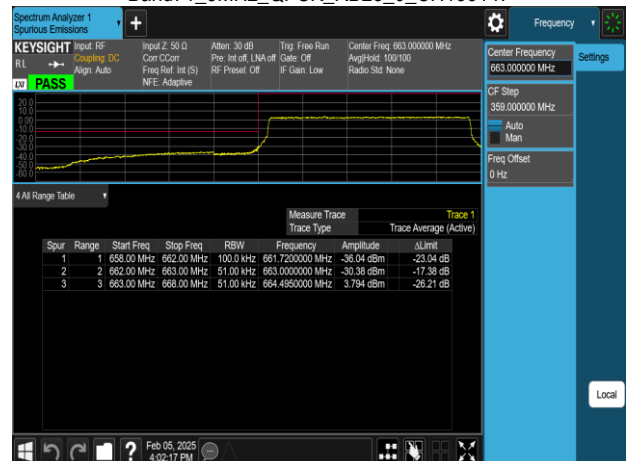 Spectrum Analyzer 1
Spurious Emissions
Frequency
KEYSIGHT Input: RF Input Z: 50 Ω Atten: 30 dB Trig: Free Run Center Freq: 663.000000 MHz
RL Coupling: DC Corr CCorr Pre: Int off, LNA off Gate: Off Avg|Hold: 100/100
Align: Auto Freq Ref: Int (S) RF Preset: Off IF Gain: Low Radio Std: None
NFE: Adaptive
LXI PASS
Center Frequency
663.000000 MHz
Settings
CF Step
359.000000 MHz
Auto
Man
Freq Offset
0 Hz
20.0
10.0
0.00
-10.0
-20.0
-30.0
-40.0
-50.0
-60.0
4 All Range Table
Measure Trace Trace 1
Trace Type Trace Average (Active)
Spur Range Start Freq Stop Freq RBW Frequency Amplitude ΔLimit
1 1 658.00 MHz 662.00 MHz 100.0 kHz 661.7200000 MHz -36.04 dBm -23.04 dB
2 2 662.00 MHz 663.00 MHz 51.00 kHz 663.0000000 MHz -30.38 dBm -17.38 dB
3 3 663.00 MHz 668.00 MHz 51.00 kHz 664.4950000 MHz 3.794 dBm -26.21 dB
Local
?
Feb 05, 2025
4:02:17 PM